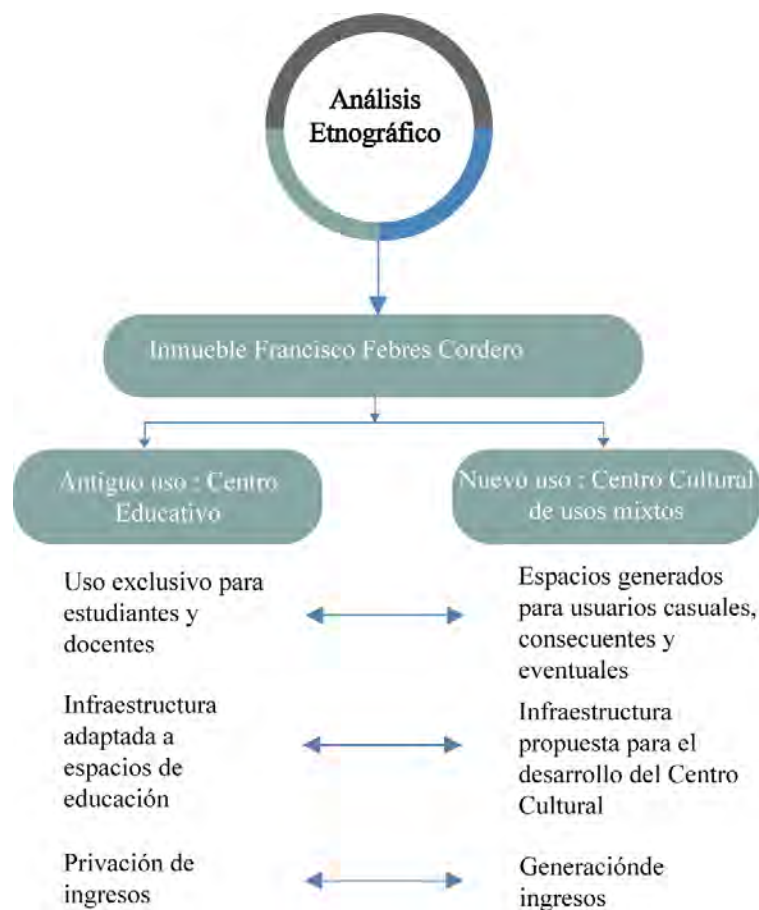 Análisis
Etnográfico
Inmueble Francisco Febres Cordero
Antiguo uso : Centro
Educativo
Nuevo uso : Centro Cultural
de usos mixtos
Uso exclusivo para
estudiantes y
docentes
Espacios generados
para usuarios casuales,
consecuentes y
eventuales
Infraestructura
adaptada a
espacios de
educación
Infraestructura
propuesta para el
desarrollo del Centro
Cultural
Privación de
ingresos
Generaciónde
ingresos